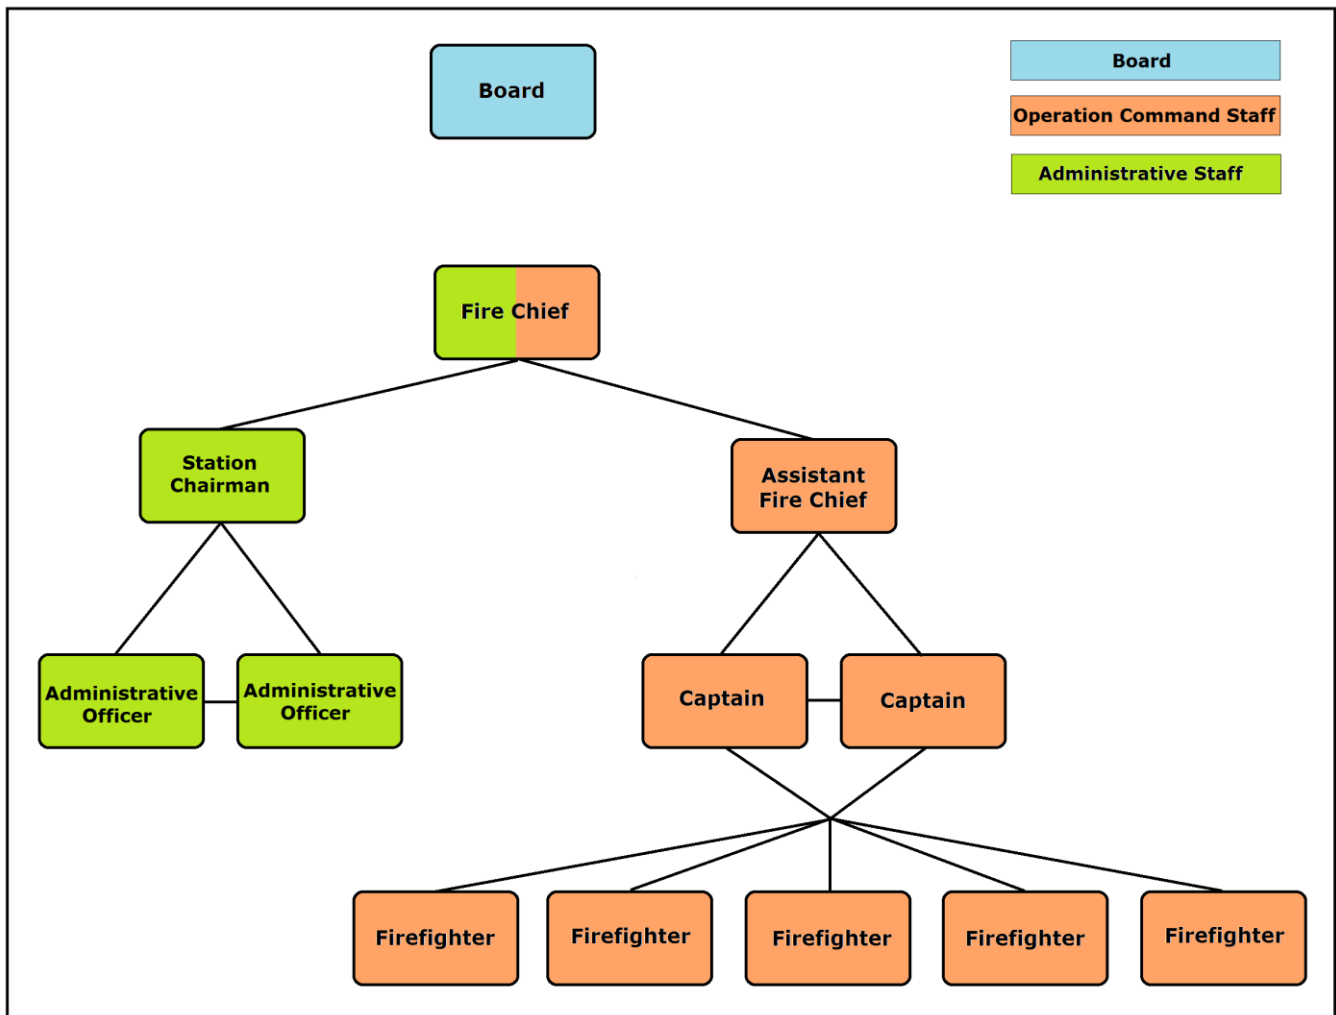 Board
Board
Operation Command Staff
Administrative Staff
Fire Chief
Station
Chairman
Assistant
Fire Chief
Administrative
Officer
Administrative
Officer
Captain
Captain
Firefighter
Firefighter
Firefighter
Firefighter
Firefighter